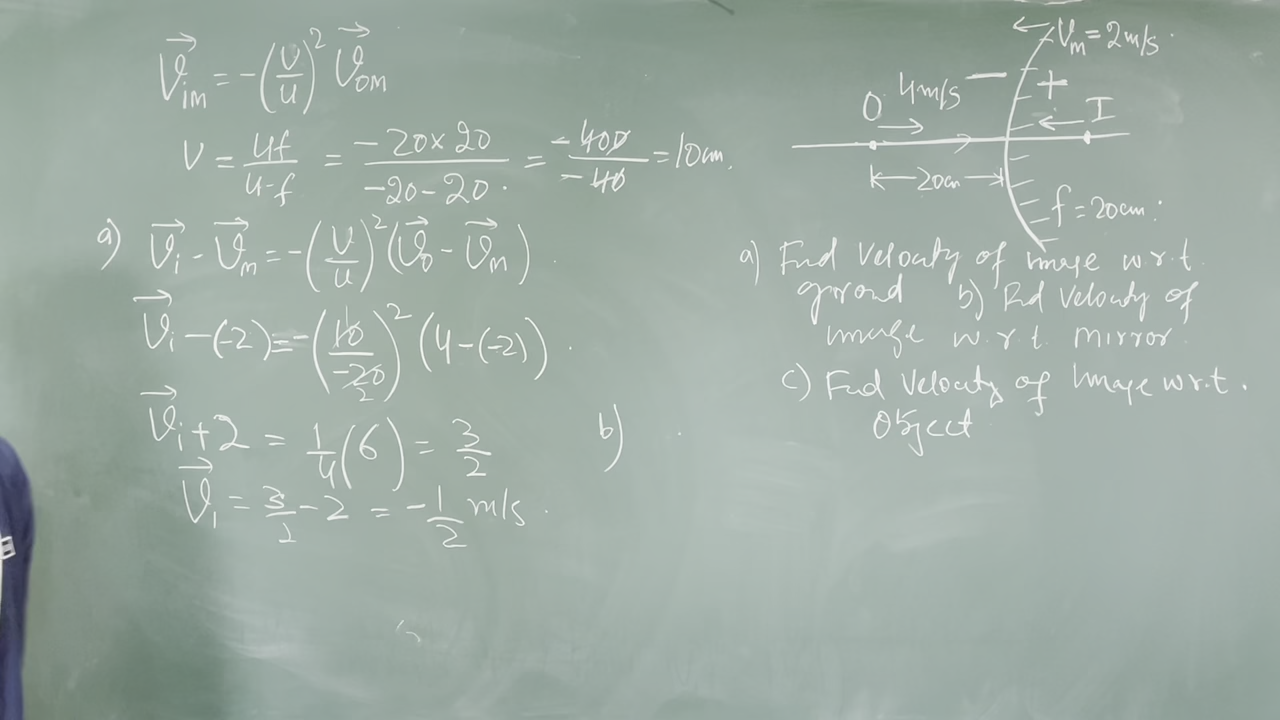 V⃗im = -(v/u)² V⃗om
v = uf/u-f = -20×20/-20-20 = -400/-40 = 10cm.
a) V⃗i - V⃗m = -(v/u)² (V⃗o - V⃗m).
V⃗i - (-2) = -(10/-20)² (4-(-2)).
2
V⃗i + 2 = 1/4 (6) = 3/2
V⃗i = 3/2 - 2 = -1/2 m/s.
b)
Vm = 2m/s.
- +
O 4m/s I
20cm
f = 20cm.
a) Find Velocity of image w.r.t.
ground b) Find Velocity of
image w.r.t. mirror.
c) Find Velocity of Image w.r.t.
Object